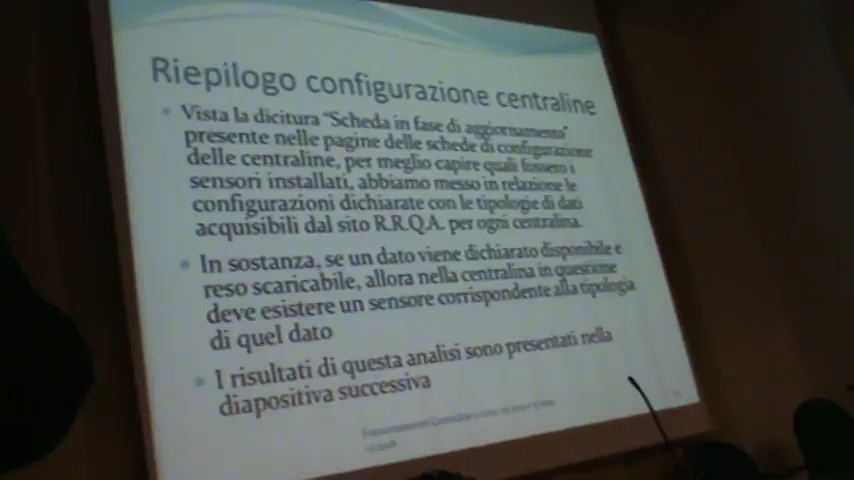 Riepilogo configurazione centraline
Vista la dicitura "Scheda in fase di aggiornamento"
presente nelle pagine delle schede di configurazione
delle centraline, per meglio capire quali fossero i
sensori installati, abbiamo messo in relazione le
configurazioni dichiarate con le tipologie di dati
acquisibili dal sito R.R.Q.A. per ogni centralina.
In sostanza, se un dato viene dichiarato disponibile e
reso scaricabile, allora nella centralina in questione
deve esistere un sensore corrispondente alla tipologia
di quel dato
I risultati di questa analisi sono presentati nella
diapositiva successiva